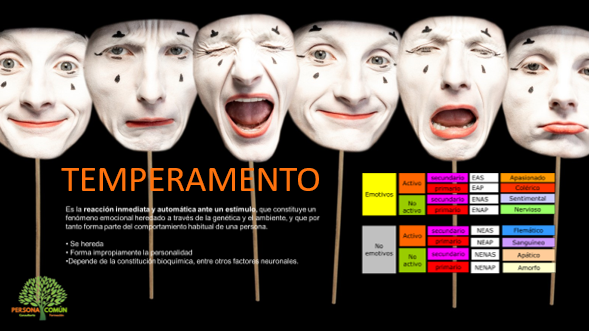 TEMPERAMENTO
Es la reacción inmediata y automática ante un estímulo, que constituye un
fenómeno emocional heredado a través de la genética y el ambiente, y que por
tanto forma parte del comportamiento habitual de una persona.
• Se hereda
• Forma impropiamente la personalidad
•Depende de la constitución bioquímica, entre otros factores neuronales.
Emotivos
Activo
secundario EAS Apasionado
primario EAP Colérico
No activo
secundario ENAS Sentimental
primario ENAP Nervioso
No emotivos
Activo
secundario NEAS Flemático
primario NEAP Sanguíneo
No activo
secundario NENAS Apático
primario NENAP Amorfo
PERSONA COMÚN